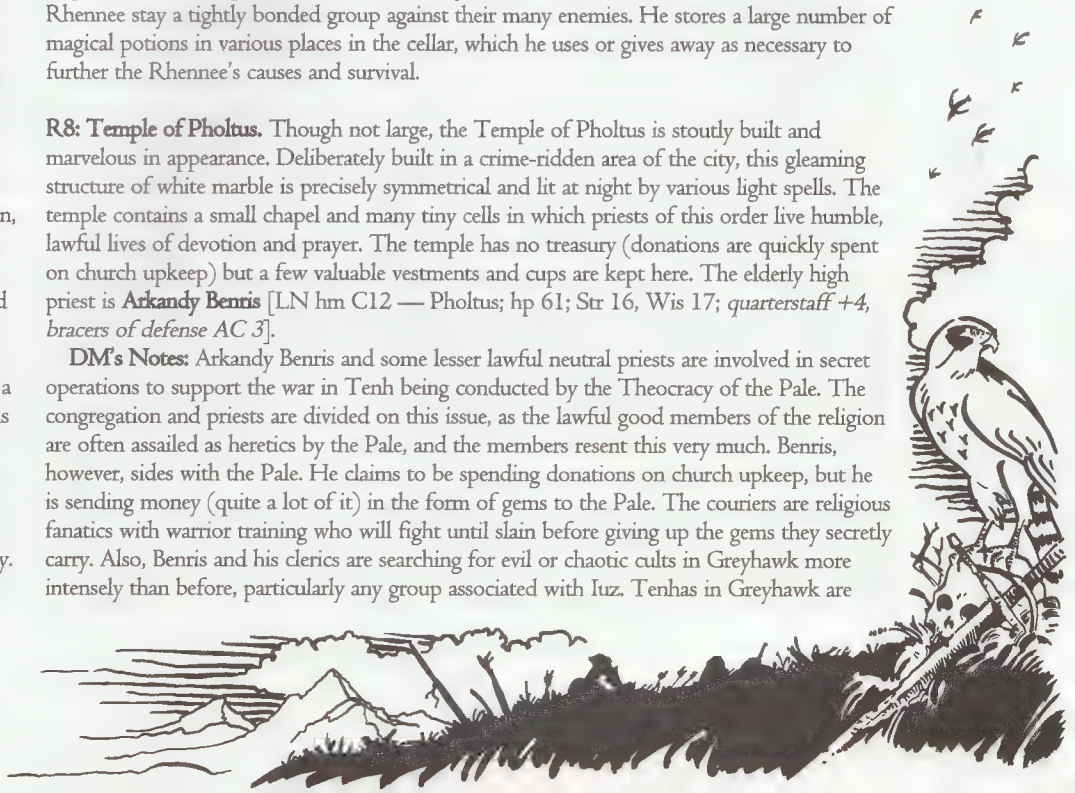 Rhennee stay a tightly bonded group against their many enemies. He stores a large number of
magical potions in various places in the cellar, which he uses or gives away as necessary to
further the Rhennee's causes and survival.
R8: Temple of Pholtus. Though not large, the Temple of Pholtus is stoutly built and
marvelous in appearance. Deliberately built in a crime-ridden area of the city, this gleaming
structure of white marble is precisely symmetrical and lit at night by various light spells. The
temple contains a small chapel and many tiny cells in which priests of this order live humble,
lawful lives of devotion and prayer. The temple has no treasury (donations are quickly spent
on church upkeep) but a few valuable vestments and cups are kept here. The elderly high
priest is Arkandy Benris [LN hm C12 — Pholtus; hp 61; Str 16, Wis 17; quarterstaff +4,
bracers of defense AC 3].
DM's Notes: Arkandy Benris and some lesser lawful neutral priests are involved in secret
operations to support the war in Tenh being conducted by the Theocracy of the Pale. The
congregation and priests are divided on this issue, as the lawful good members of the religion
are often assailed as heretics by the Pale, and the members resent this very much. Benris,
however, sides with the Pale. He claims to be spending donations on church upkeep, but he
is sending money (quite a lot of it) in the form of gems to the Pale. The couriers are religious
fanatics with warrior training who will fight until slain before giving up the gems they secretly
carry. Also, Benris and his clerics are searching for evil or chaotic cults in Greyhawk more
intensely than before, particularly any group associated with Iuz. Tenhas in Greyhawk are